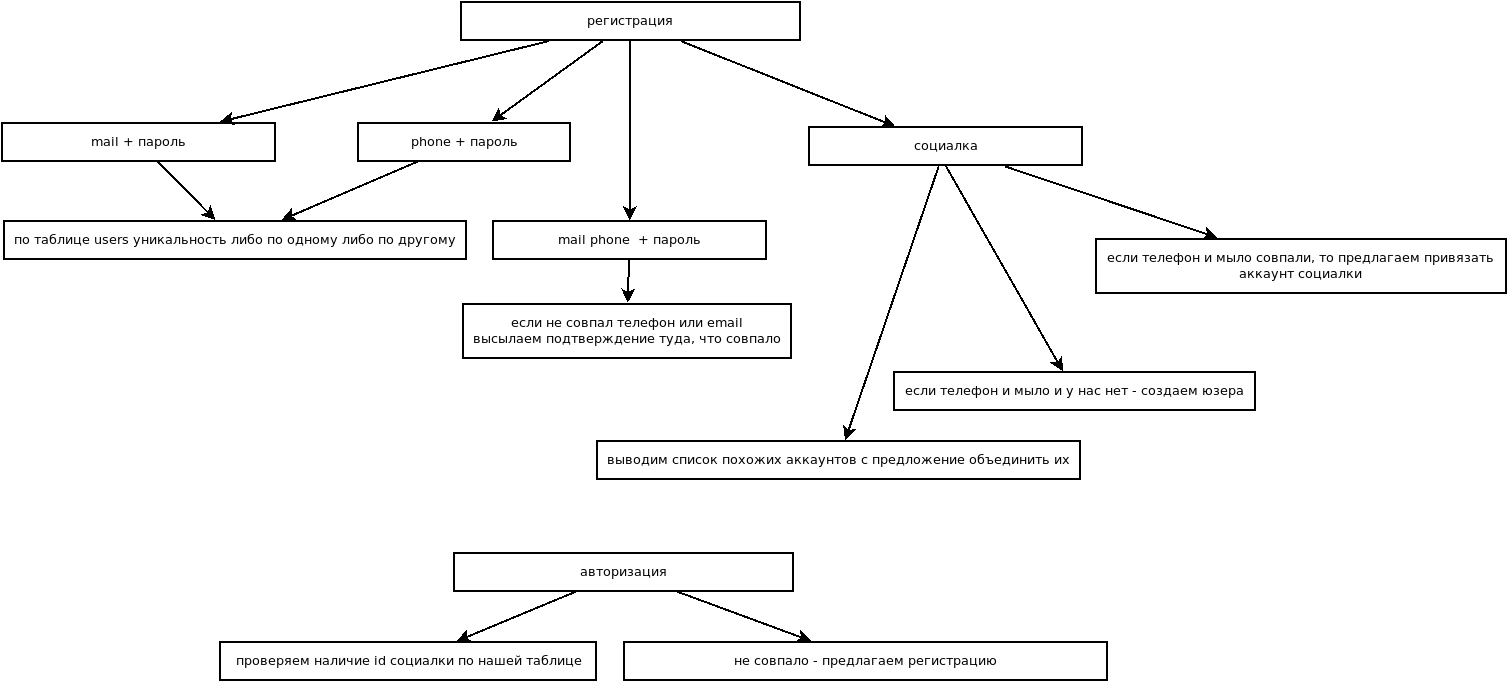 регистрация
mail + пароль
phone + пароль
социалка
по таблице users уникальность либо по одному либо по другому
mail phone  + пароль
если телефон и мыло совпали, то предлагаем привязать
аккаунт социалки
если не совпал телефон или email
высылаем подтверждение туда, что совпало
если телефон и мыло и у нас нет - создаем юзера
выводим список похожих аккаунтов с предложение объединить их
авторизация
проверяем наличие id социалки по нашей таблице
не совпало - предлагаем регистрацию